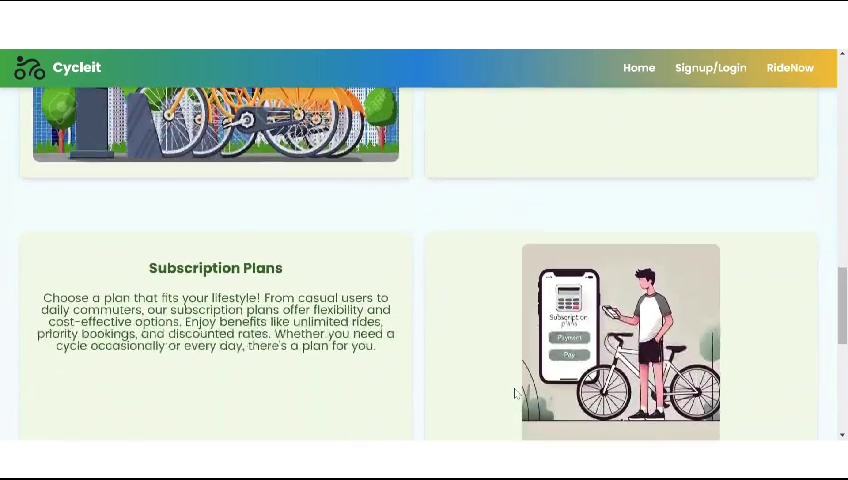 Cycleit
Home
Signup/Login
RideNow
Subscription Plans
Choose a plan that fits your lifestyle! From casual users to
daily commuters, our subscription plans offer flexibility and
cost-effective options. Enjoy benefits like unlimited rides,
priority bookings, and discounted rates. Whether you need a
cycle occasionally or every day, there's a plan for you.
Subscription
plans
Payment
Pay